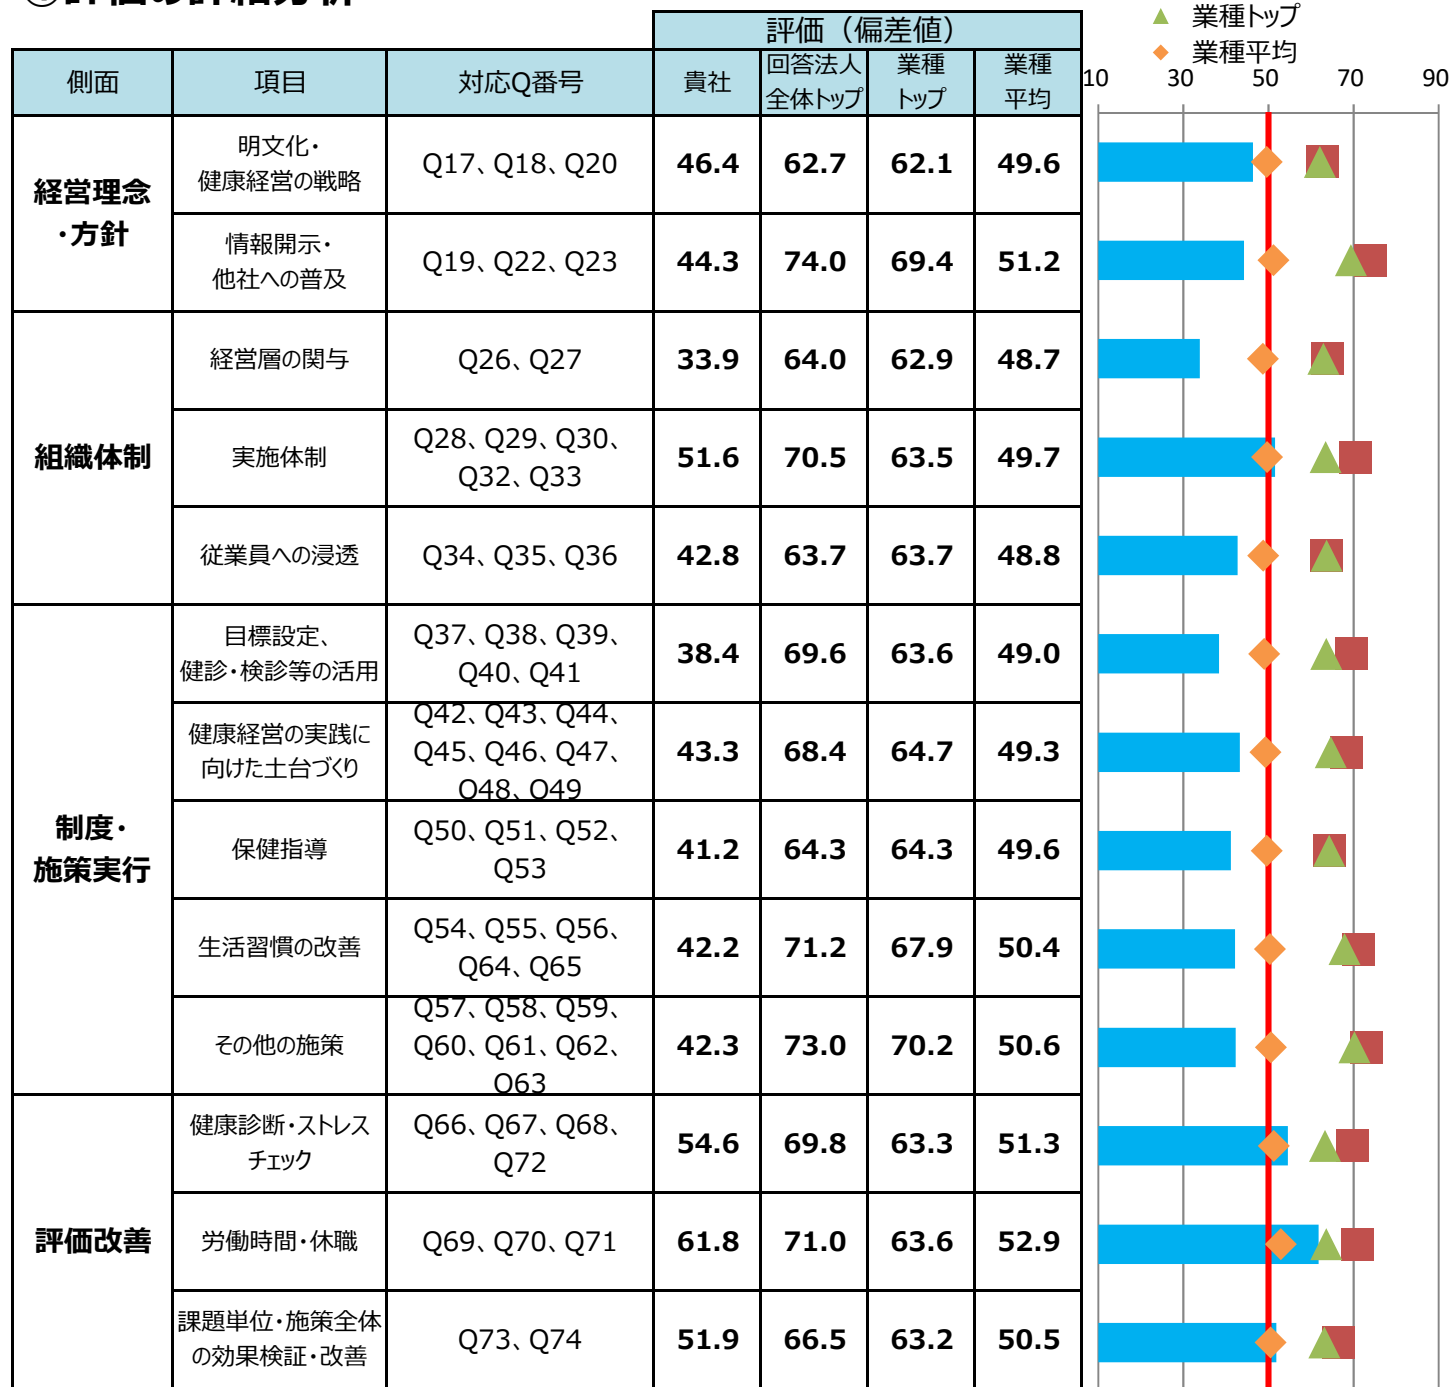 評価（偏差値）
▲ 業種トップ
◆ 業種平均
側面 項目 対応Q番号 貴社 回答法人 業種 業種
全体トップ トップ 平均
10 30 50 70 90
経営理念
・方針
明文化・
健康経営の戦略
Q17、Q18、Q20 46.4 62.7 62.1 49.6
情報開示・
他社への普及
Q19、Q22、Q23 44.3 74.0 69.4 51.2
組織体制
経営層の関与 Q26、Q27 33.9 64.0 62.9 48.7
実施体制
Q28、Q29、Q30、
Q32、Q33
51.6 70.5 63.5 49.7
従業員への浸透 Q34、Q35、Q36 42.8 63.7 63.7 48.8
制度・
施策実行
目標設定、
健診・検診等の活用
Q37、Q38、Q39、
Q40、Q41
38.4 69.6 63.6 49.0
健康経営の実践に
向けた土台づくり
Q42、Q43、Q44、
Q45、Q46、Q47、
Q48、Q49
43.3 68.4 64.7 49.3
保健指導
Q50、Q51、Q52、
Q53
41.2 64.3 64.3 49.6
生活習慣の改善
Q54、Q55、Q56、
Q64、Q65
42.2 71.2 67.9 50.4
その他の施策
Q57、Q58、Q59、
Q60、Q61、Q62、
Q63
42.3 73.0 70.2 50.6
評価改善
健康診断・ストレス
チェック
Q66、Q67、Q68、
Q72
54.6 69.8 63.3 51.3
労働時間・休職 Q69、Q70、Q71 61.8 71.0 63.6 52.9
課題単位・施策全体
の効果検証・改善
Q73、Q74 51.9 66.5 63.2 50.5